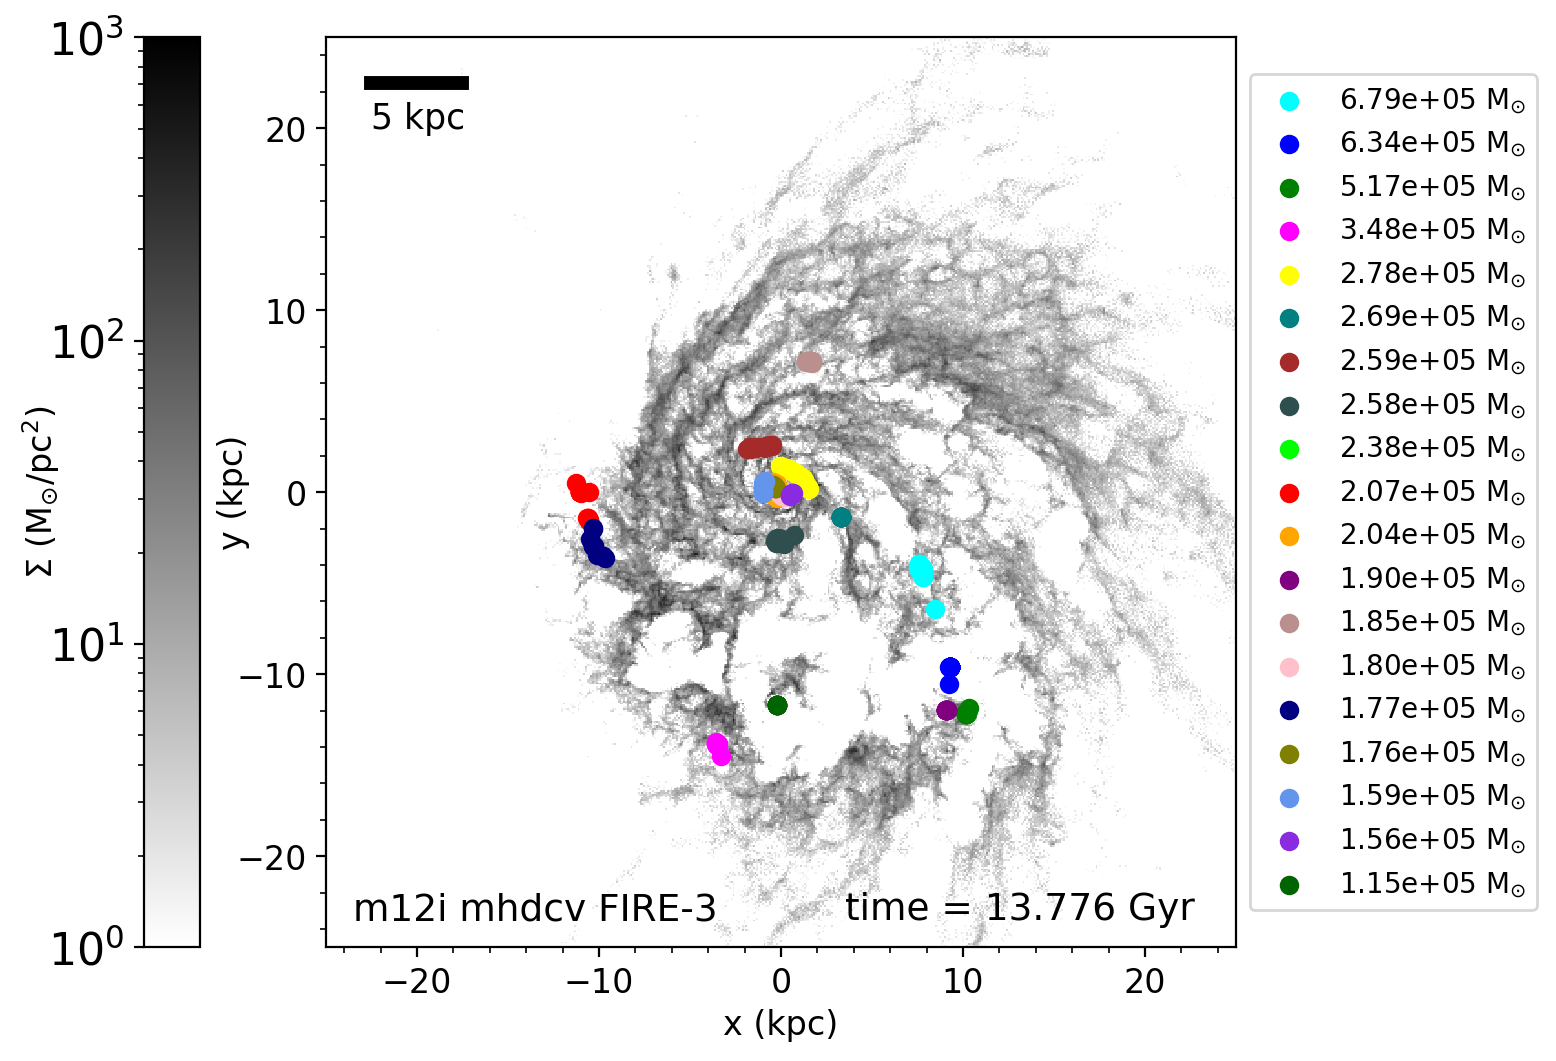 10³
10²
10¹
10⁰
Σ (M☉/pc²)
y (kpc)
20
10
0
−10
−20
5 kpc
m12i mhdcv FIRE-3
time = 13.776 Gyr
−20
−10
0
10
20
x (kpc)
6.79e+05 M☉
6.34e+05 M☉
5.17e+05 M☉
3.48e+05 M☉
2.78e+05 M☉
2.69e+05 M☉
2.59e+05 M☉
2.58e+05 M☉
2.38e+05 M☉
2.07e+05 M☉
2.04e+05 M☉
1.90e+05 M☉
1.85e+05 M☉
1.80e+05 M☉
1.77e+05 M☉
1.76e+05 M☉
1.59e+05 M☉
1.56e+05 M☉
1.15e+05 M☉